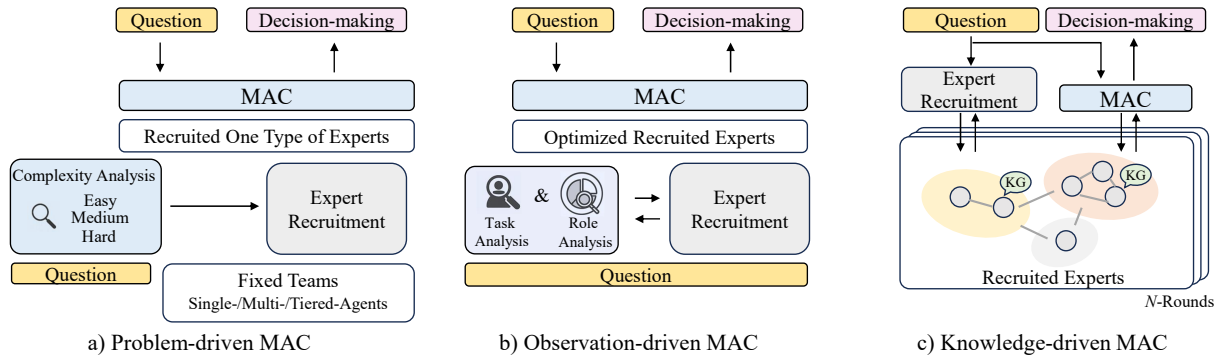 Question
Decision-making
MAC
Recruited One Type of Experts
Complexity Analysis
Easy
Medium
Hard
Expert
Recruitment
Question
Fixed Teams
Single-/Multi-/Tiered-Agents
a) Problem-driven MAC
Question
Decision-making
MAC
Optimized Recruited Experts
&
Task
Analysis
Role
Analysis
Expert
Recruitment
Question
b) Observation-driven MAC
Question
Decision-making
Expert
Recruitment
MAC
KG
KG
Recruited Experts
N-Rounds
c) Knowledge-driven MAC